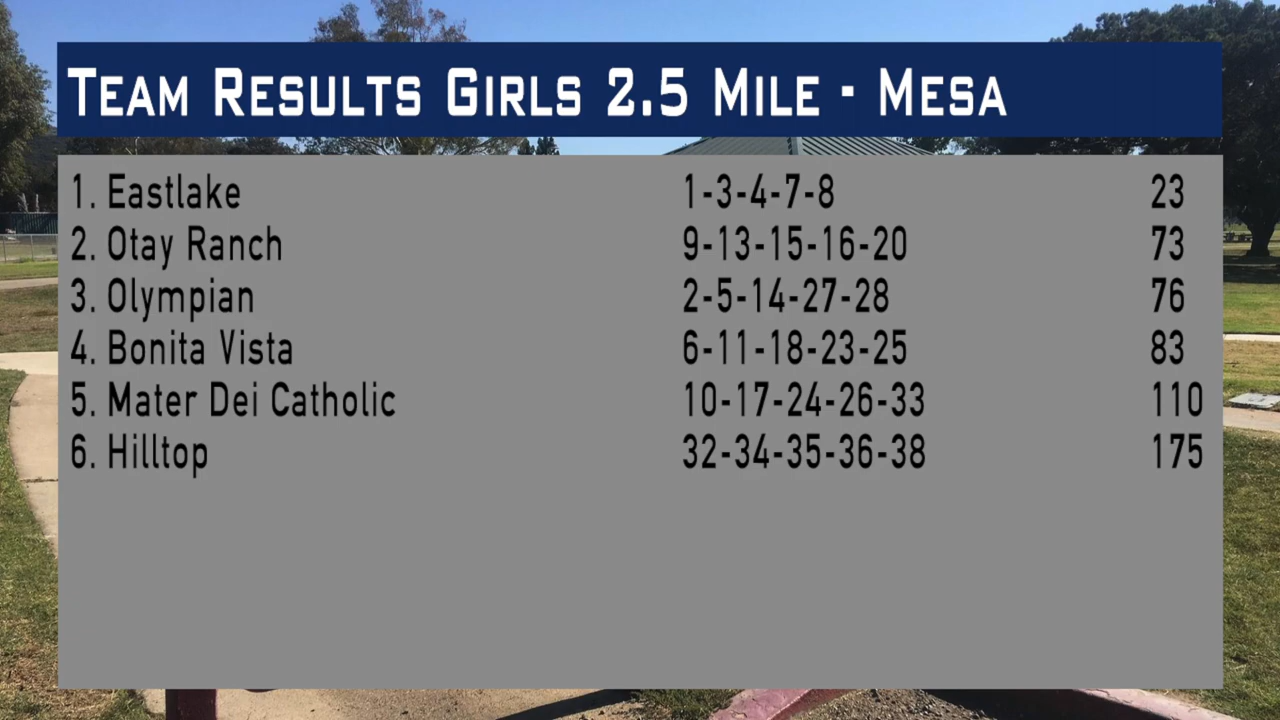 Team Results Girls 2.5 Mile - Mesa
1. Eastlake 1-3-4-7-8 23
2. Otay Ranch 9-13-15-16-20 73
3. Olympian 2-5-14-27-28 76
4. Bonita Vista 6-11-18-23-25 83
5. Mater Dei Catholic 10-17-24-26-33 110
6. Hilltop 32-34-35-36-38 175